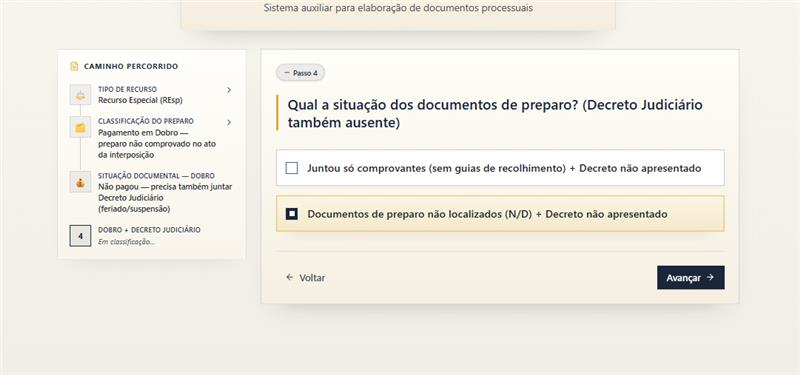 Sistema auxiliar para elaboração de documentos processuais
CAMINHO PERCORRIDO
TIPO DE RECURSO
Recurso Especial (REsp)
CLASSIFICAÇÃO DO PREPARO
Pagamento em Dobro —
preparo não comprovado no ato
da interposição
SITUAÇÃO DOCUMENTAL — DOBRO
Não pagou — precisa também juntar
Decreto Judiciário
(feriado/suspensão)
4
DOBRO + DECRETO JUDICIÁRIO
Em classificação...
Passo 4
Qual a situação dos documentos de preparo? (Decreto Judiciário
também ausente)
Juntou só comprovantes (sem guias de recolhimento) + Decreto não apresentado
Documentos de preparo não localizados (N/D) + Decreto não apresentado
← Voltar
Avançar →